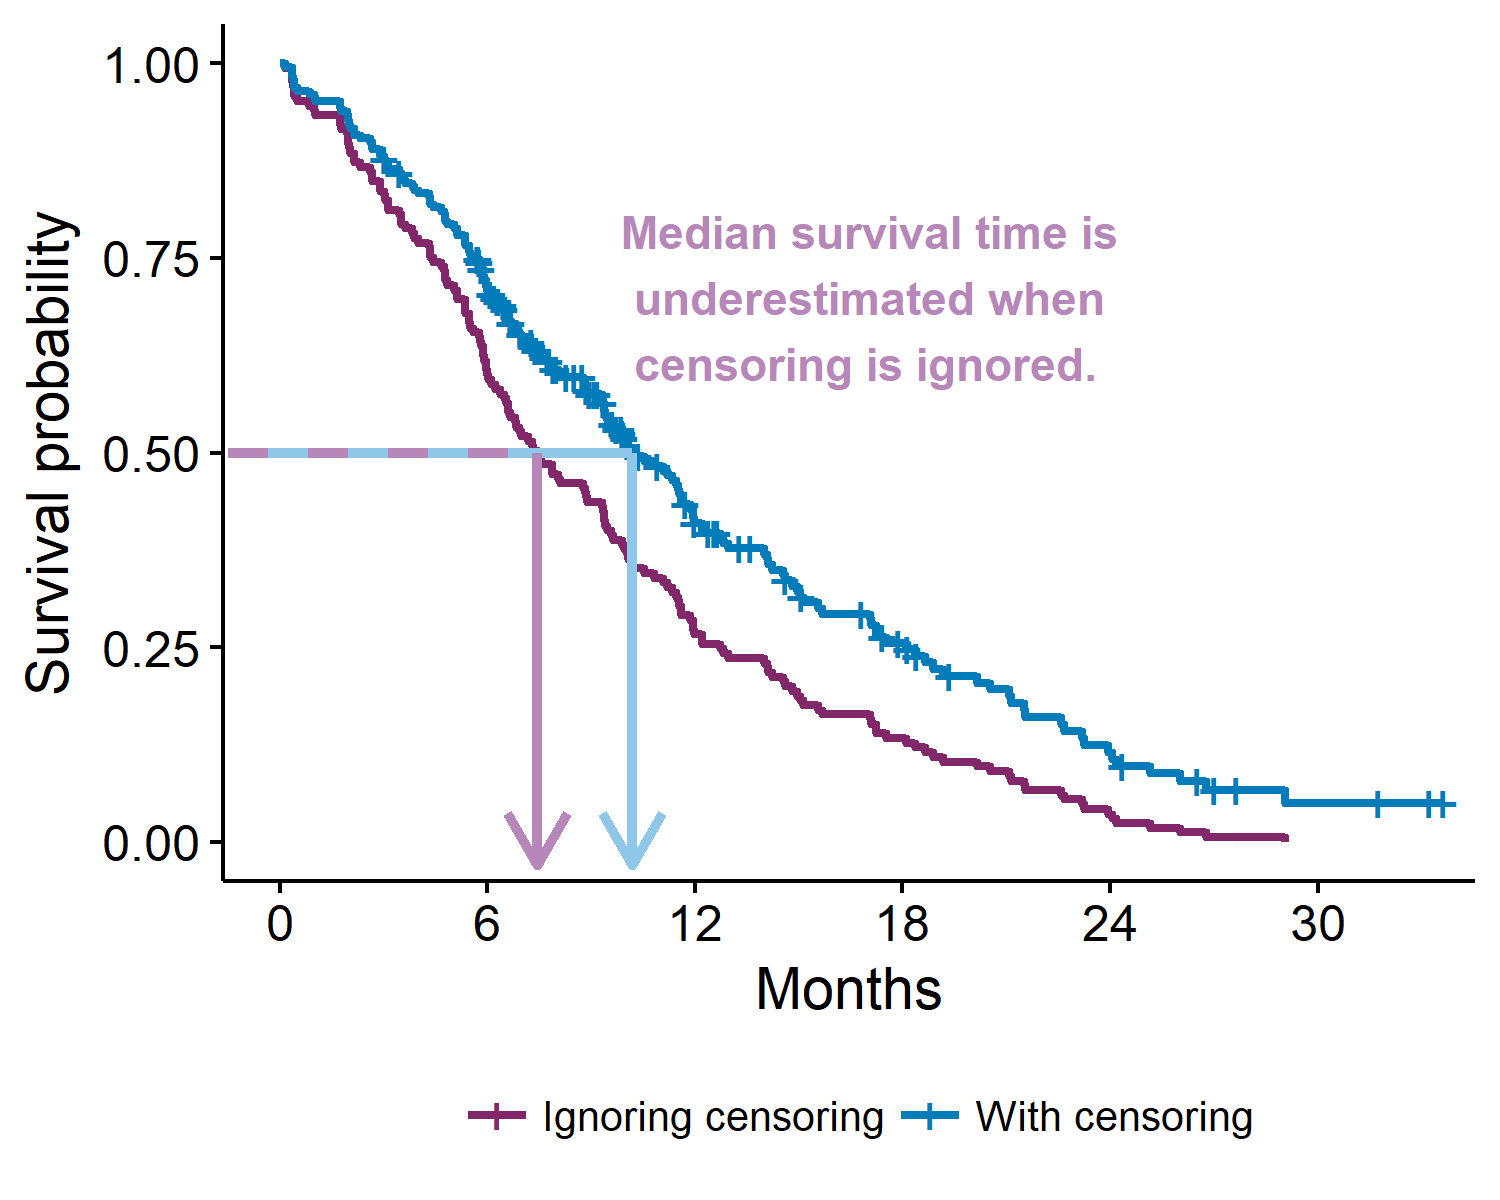 1.00
0.75
0.50
0.25
0.00
Survival probability
Median survival time is
underestimated when
censoring is ignored.
0 6 12 18 24 30
Months
Ignoring censoring With censoring